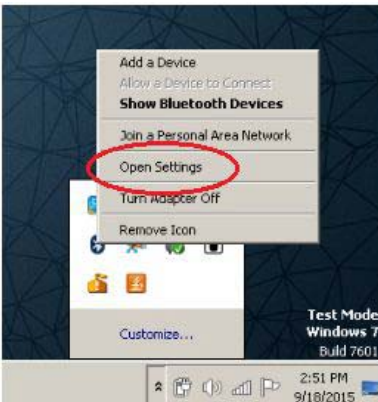 Add a Device
Allow a Device to Connect
Show Bluetooth Devices
Join a Personal Area Network
Open Settings
Turn Adapter Off
Remove Icon
Customize...
Test Mode
Windows 7
Build 7601
2:51 PM
9/18/2015